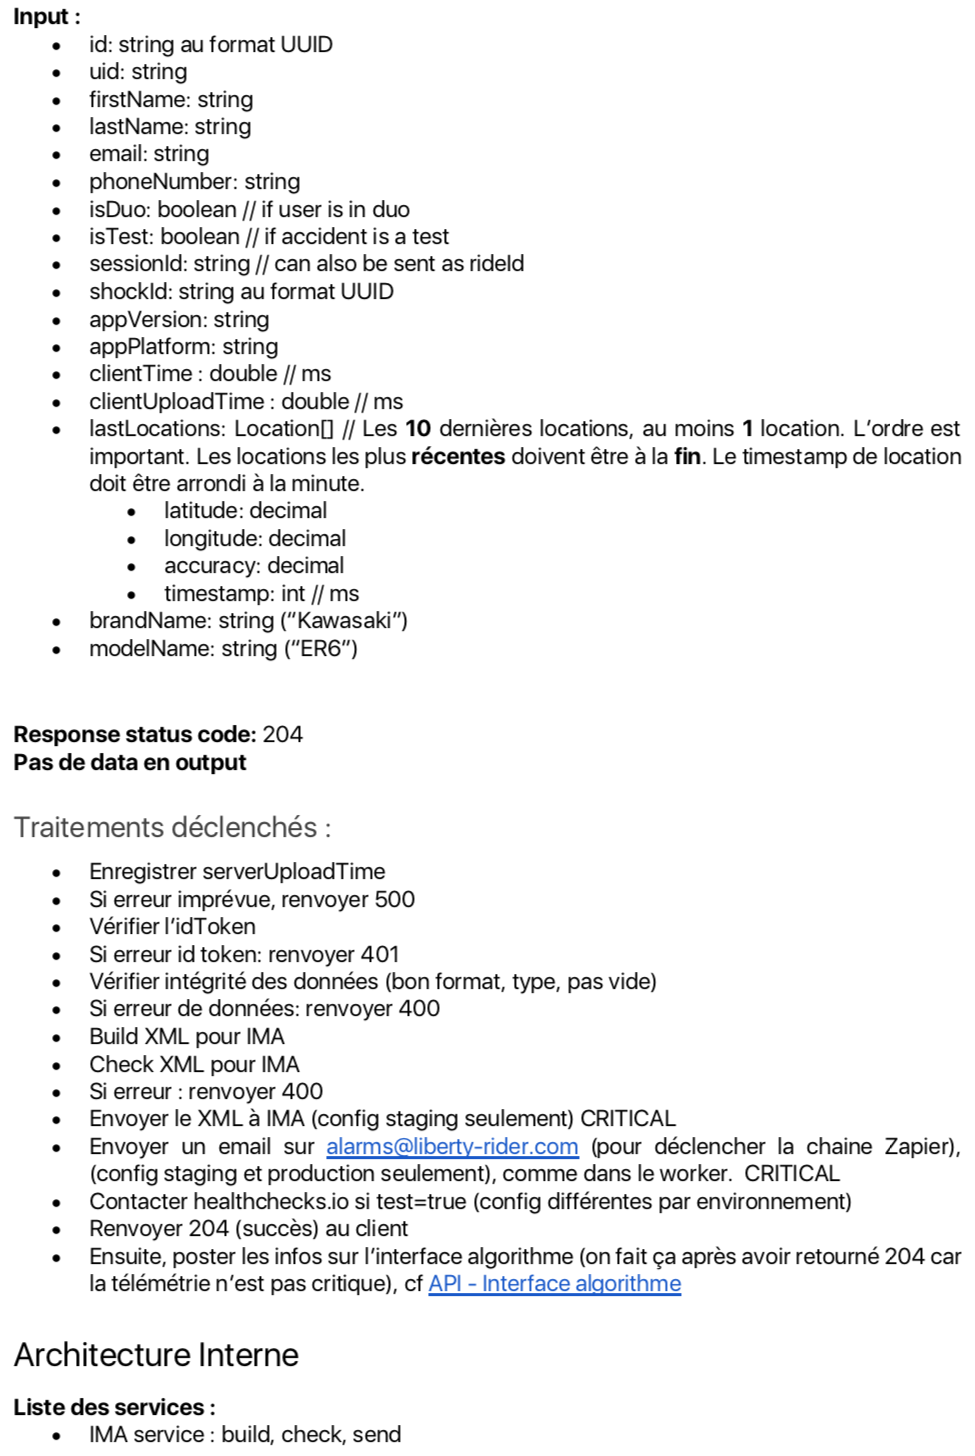 Input :
• id: string au format UUID
• uid: string
• firstName: string
• lastName: string
• email: string
• phoneNumber: string
• isDuo: boolean // if user is in duo
• isTest: boolean // if accident is a test
• sessionId: string // can also be sent as rideId
• shockId: string au format UUID
• appVersion: string
• appPlatform: string
• clientTime : double // ms
• clientUploadTime : double // ms
• lastLocations: Location[] // Les 10 dernières locations, au moins 1 location. L’ordre est
important. Les locations les plus récentes doivent être à la fin. Le timestamp de location
doit être arrondi à la minute.
• latitude: decimal
• longitude: decimal
• accuracy: decimal
• timestamp: int // ms
• brandName: string (“Kawasaki”)
• modelName: string (“ER6”)
Response status code: 204
Pas de data en output
Traitements déclenchés :
• Enregistrer serverUploadTime
• Si erreur imprévue, renvoyer 500
• Vérifier l’idToken
• Si erreur id token: renvoyer 401
• Vérifier intégrité des données (bon format, type, pas vide)
• Si erreur de données: renvoyer 400
• Build XML pour IMA
• Check XML pour IMA
• Si erreur : renvoyer 400
• Envoyer le XML à IMA (config staging seulement) CRITICAL
• Envoyer un email sur alarms@liberty-rider.com (pour déclencher la chaine Zapier),
(config staging et production seulement), comme dans le worker. CRITICAL
• Contacter healthchecks.io si test=true (config différentes par environnement)
• Renvoyer 204 (succès) au client
• Ensuite, poster les infos sur l’interface algorithme (on fait ça après avoir retourné 204 car
la télémétrie n’est pas critique), cf API - Interface algorithme
Architecture Interne
Liste des services :
• IMA service : build, check, send